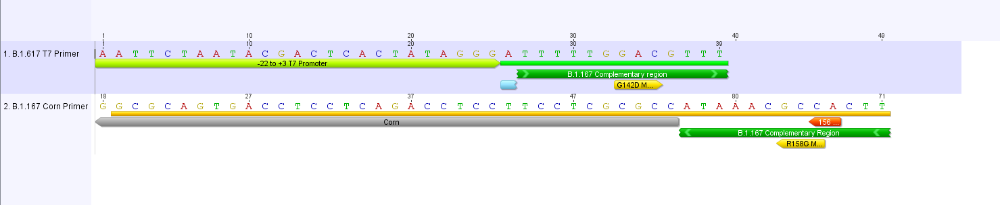 1 10 20 30 40 49
1 10 20 30 39
1. B.1.617 T7 Primer A A T T C T A A T A C G A C T C A C T A T A G G G A T T T T T G G A C G T T T
-22 to +3 T7 Promoter
B.1.167 Complementary region
G142D M...
18 27 37 47 80 71
2. B.1.167 Corn Primer G G C G C A G T G A C C T C C T C A G A C C T C C T T C C T C G C G C C A T A A A C G C C A C T T
Corn 156 ...
B.1.167 Complementary Region
R158G M...